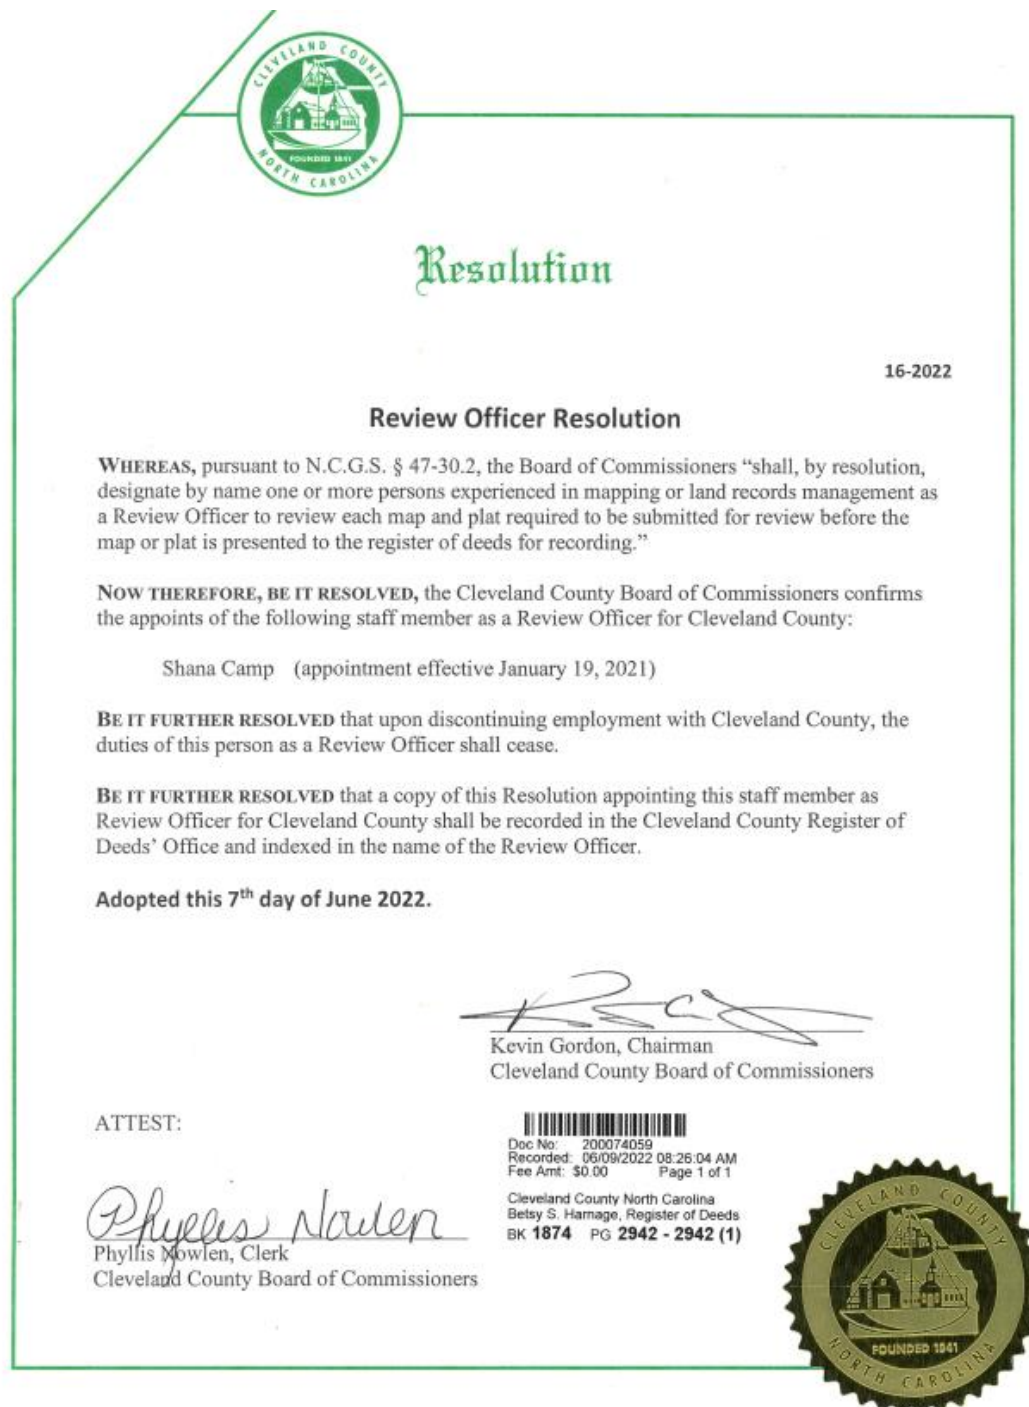 CLEVELAND COUNTY
FOUNDED 1841
NORTH CAROLINA
Resolution
16-2022
Review Officer Resolution
WHEREAS, pursuant to N.C.G.S. § 47-30.2, the Board of Commissioners “shall, by resolution,
designate by name one or more persons experienced in mapping or land records management as
a Review Officer to review each map and plat required to be submitted for review before the
map or plat is presented to the register of deeds for recording.”
NOW THEREFORE, BE IT RESOLVED, the Cleveland County Board of Commissioners confirms
the appoints of the following staff member as a Review Officer for Cleveland County:
Shana Camp (appointment effective January 19, 2021)
BE IT FURTHER RESOLVED that upon discontinuing employment with Cleveland County, the
duties of this person as a Review Officer shall cease.
BE IT FURTHER RESOLVED that a copy of this Resolution appointing this staff member as
Review Officer for Cleveland County shall be recorded in the Cleveland County Register of
Deeds’ Office and indexed in the name of the Review Officer.
Adopted this 7th day of June 2022.
Kevin Gordon, Chairman
Cleveland County Board of Commissioners
ATTEST:
Doc No: 200074059
Recorded: 06/09/2022 08:26:04 AM
Fee Amt: $0.00 Page 1 of 1
Cleveland County North Carolina
Betsy S. Harnage, Register of Deeds
BK 1874 PG 2942 - 2942 (1)
Phyllis Nowlen
Phyllis Nowlen, Clerk
Cleveland County Board of Commissioners
CLEVELAND COUNTY
FOUNDED 1841
NORTH CAROLINA